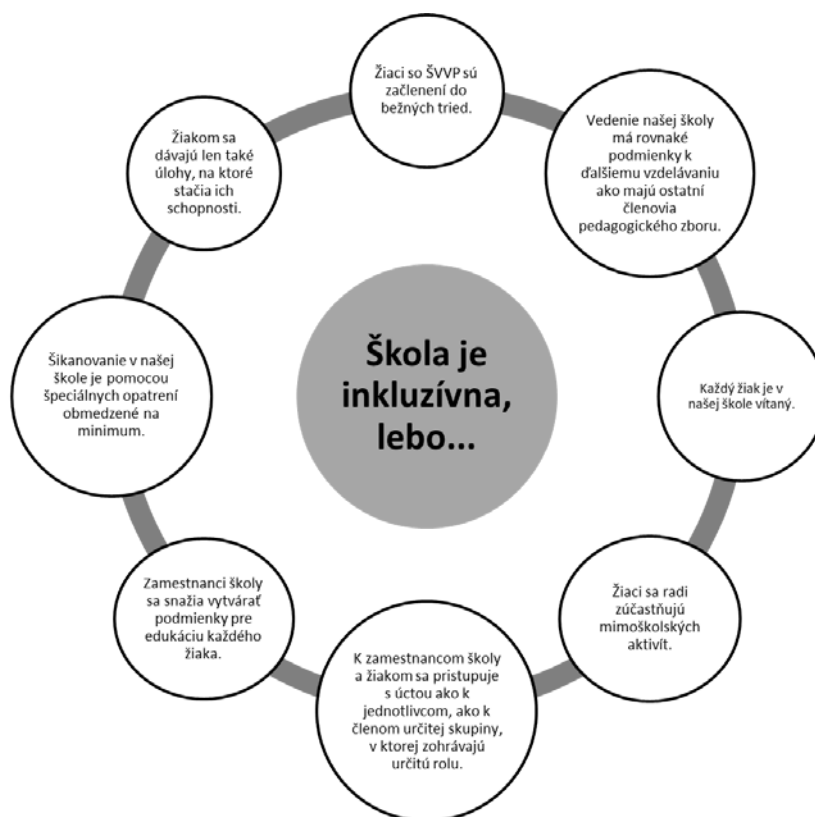 Žiaci so ŠVVP sú
začlenení do
bežných tried.
Vedenie našej školy
má rovnaké
podmienky k
ďalšiemu vzdelávaniu
ako majú ostatní
členovia
pedagogického zboru.
Každý žiak je v
našej škole vítaný.
Žiaci sa radi
zúčastňujú
mimoškolských
aktivít.
K zamestnancom školy
a žiakom sa pristupuje
s úctou ako k
jednotlivcom, ako k
členom určitej skupiny,
v ktorej zohrávajú
určitú rolu.
Zamestnanci školy
sa snažia vytvárať
podmienky pre
edukáciu každého
žiaka.
Šikanovanie v našej
škole je pomocou
špeciálnych opatrení
obmedzené na
minimum.
Žiakom sa
dávajú len také
úlohy, na ktoré
stačia ich
schopnosti.
Škola je
inkluzívna,
lebo...